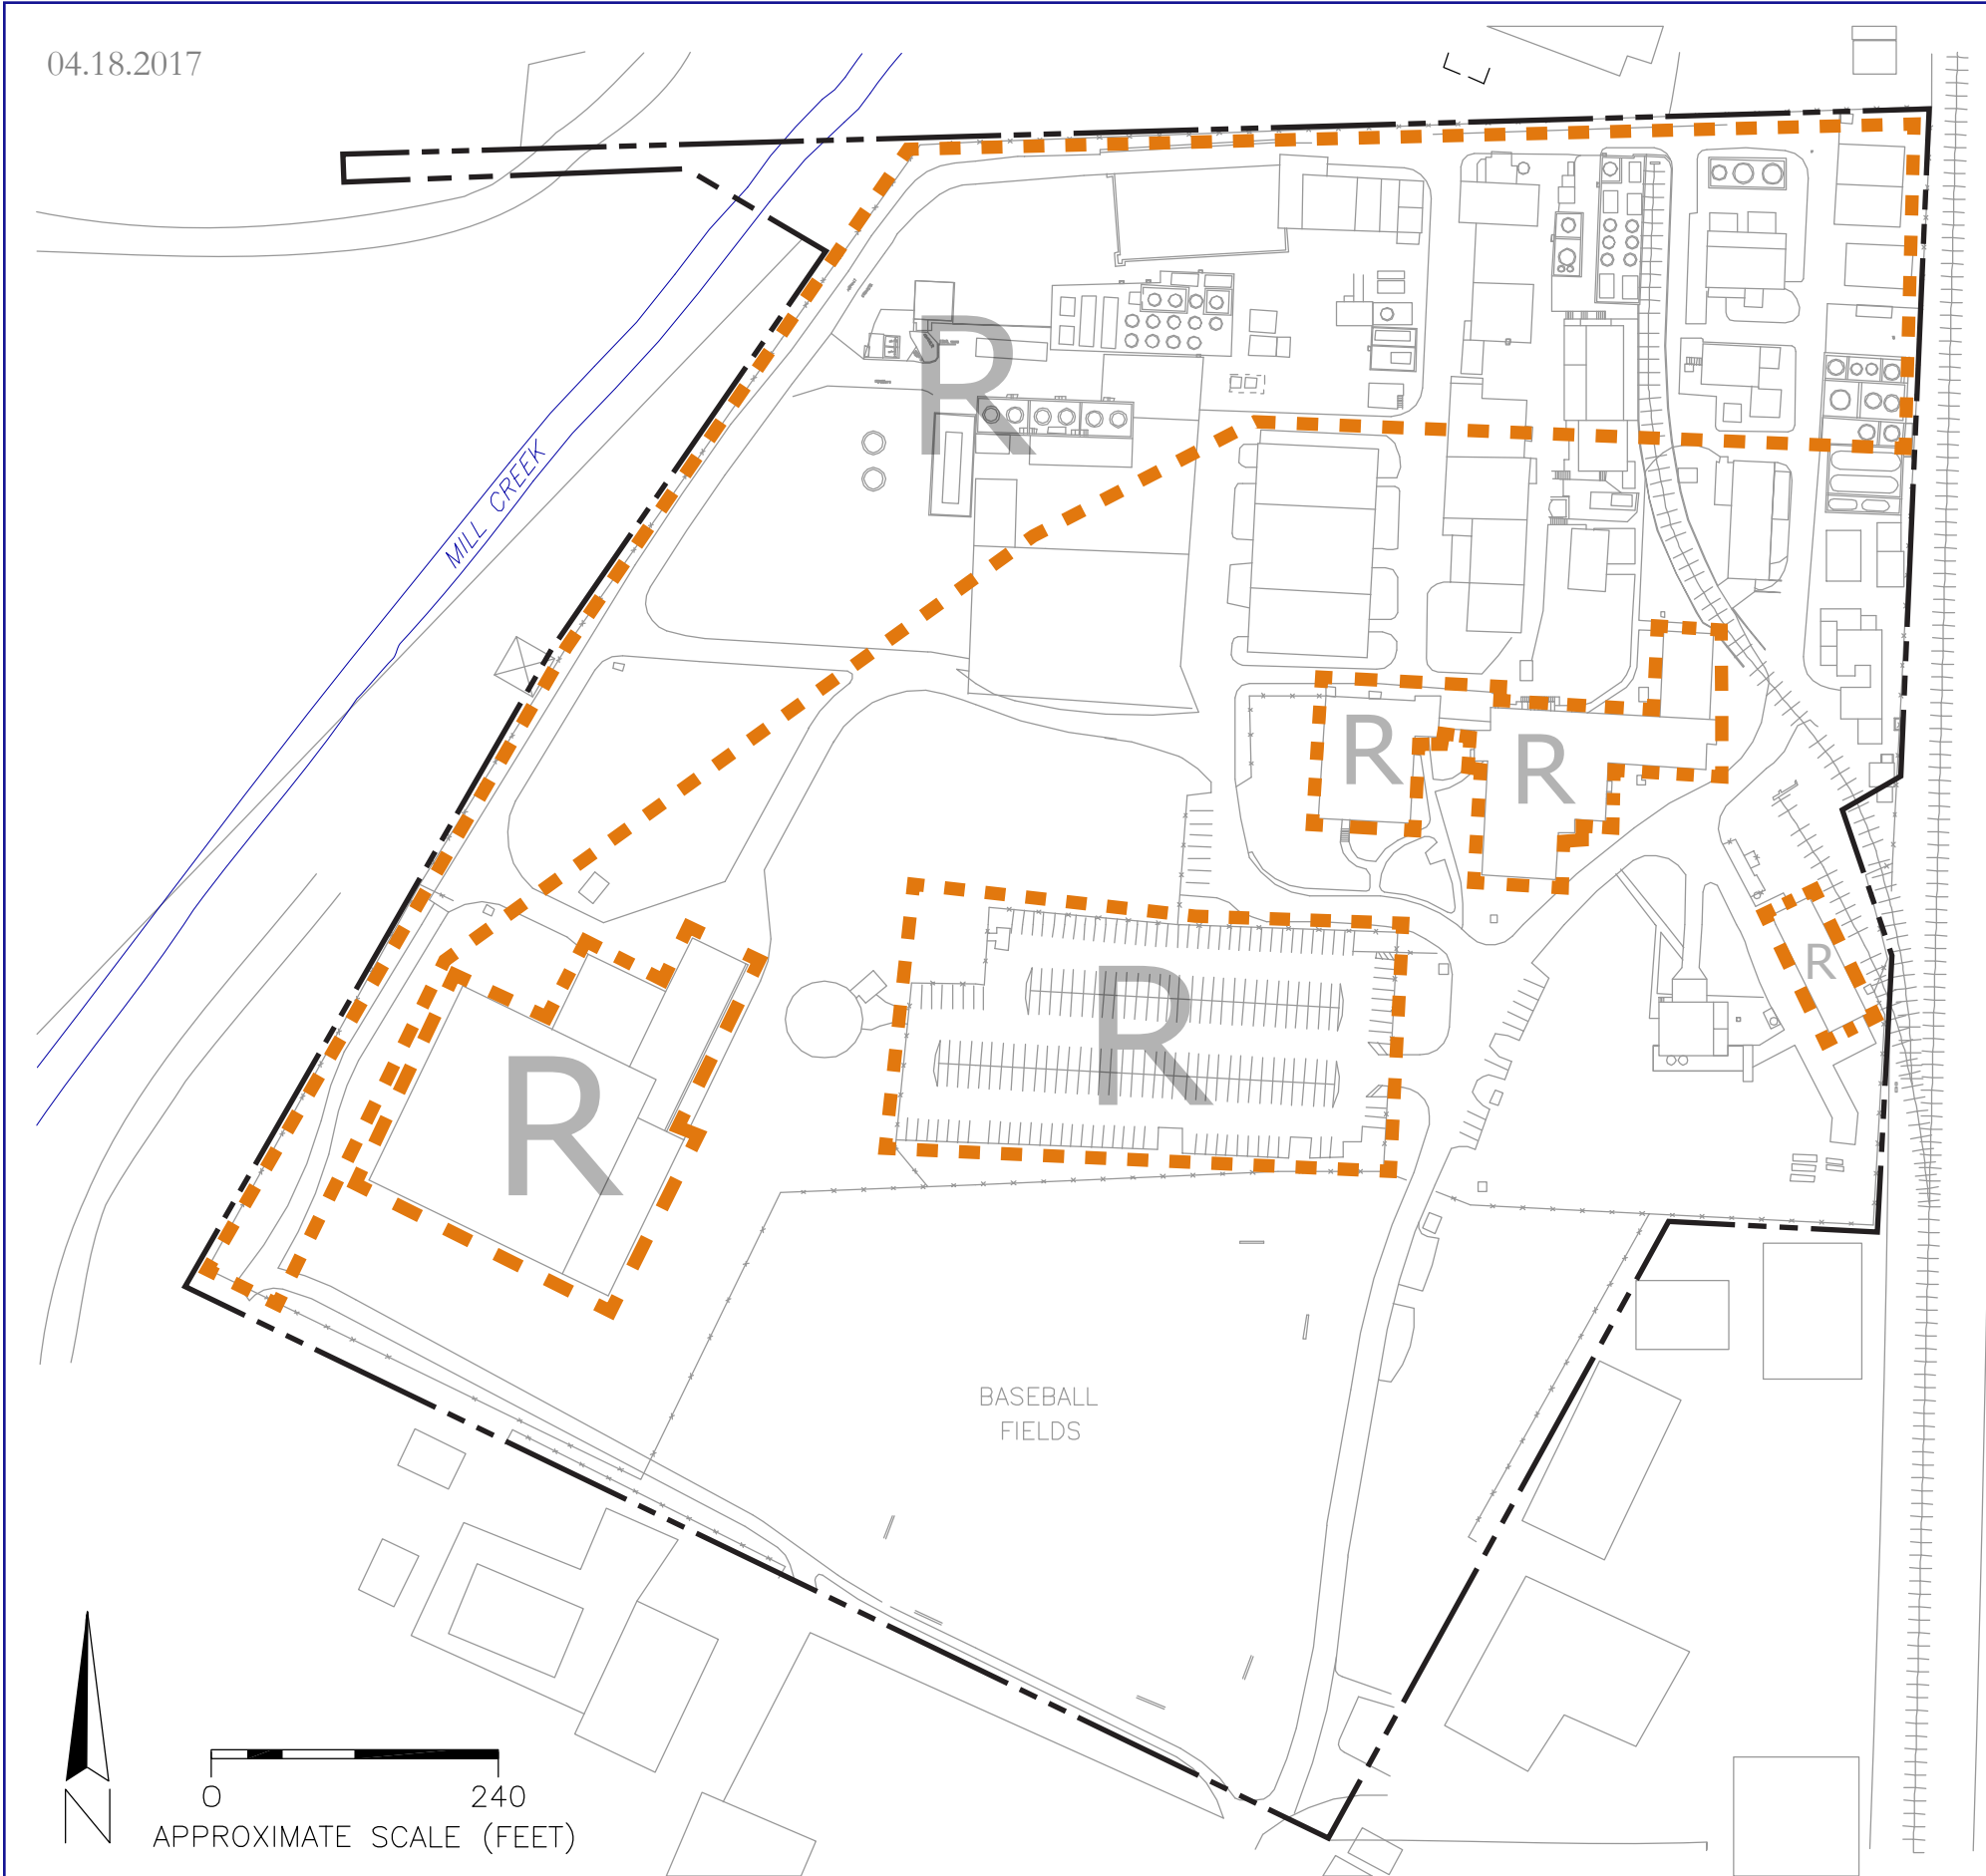 04.18.2017
MILL CREEK
R
R
R
R
R
R
BASEBALL
FIELDS
N
0 240
APPROXIMATE SCALE (FEET)